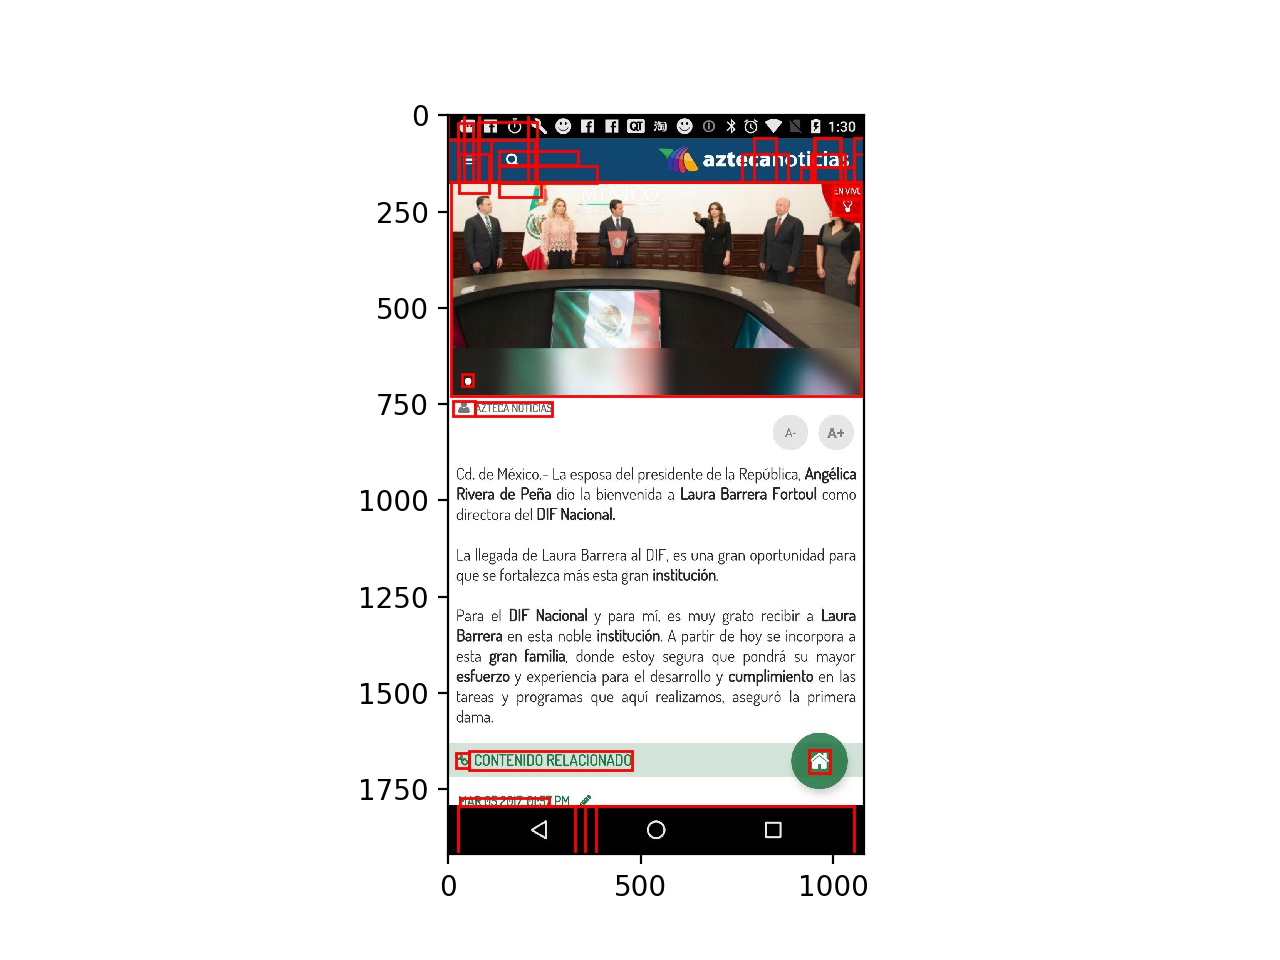 0
QT
1:30
aztecanoticias
250
MÉXICO
EN VIVO
500
750
AZTECA NOTICIAS
A-
A+
Cd. de México.- La esposa del presidente de la República, Angélica
Rivera de Peña dio la bienvenida a Laura Barrera Fortoul como
1000
directora del DIF Nacional.
La llegada de Laura Barrera al DIF, es una gran oportunidad para
que se fortalezca más esta gran institución.
1250
Para el DIF Nacional y para mí, es muy grato recibir a Laura
Barrera en esta noble institución. A partir de hoy se incorpora a
esta gran familia, donde estoy segura que pondrá su mayor
esfuerzo y experiencia para el desarrollo y cumplimiento en las
1500
tareas y programas que aquí realizamos, aseguró la primera
dama.
CONTENIDO RELACIONADO
1750
MAR 03 2017, 01:57 PM
0
500
1000